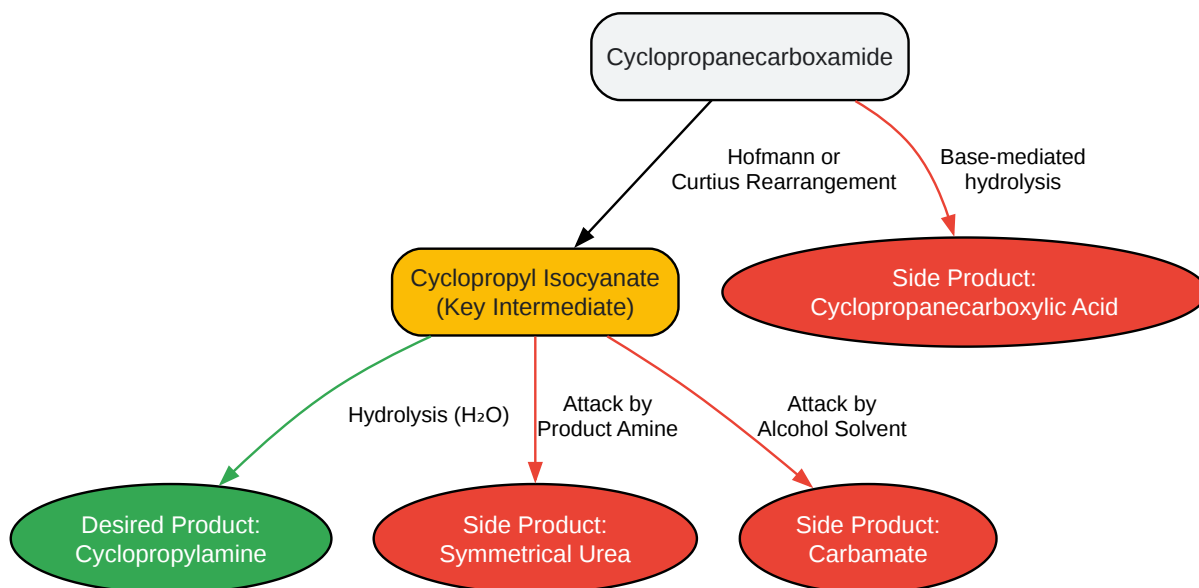 Cyclopropanecarboxamide
Hofmann or
Curtius Rearrangement
Base-mediated
hydrolysis
Cyclopropyl Isocyanate
(Key Intermediate)
Side Product:
Cyclopropanecarboxylic Acid
Hydrolysis (H₂O)
Attack by
Product Amine
Attack by
Alcohol Solvent
Desired Product:
Cyclopropylamine
Side Product:
Symmetrical Urea
Side Product:
Carbamate